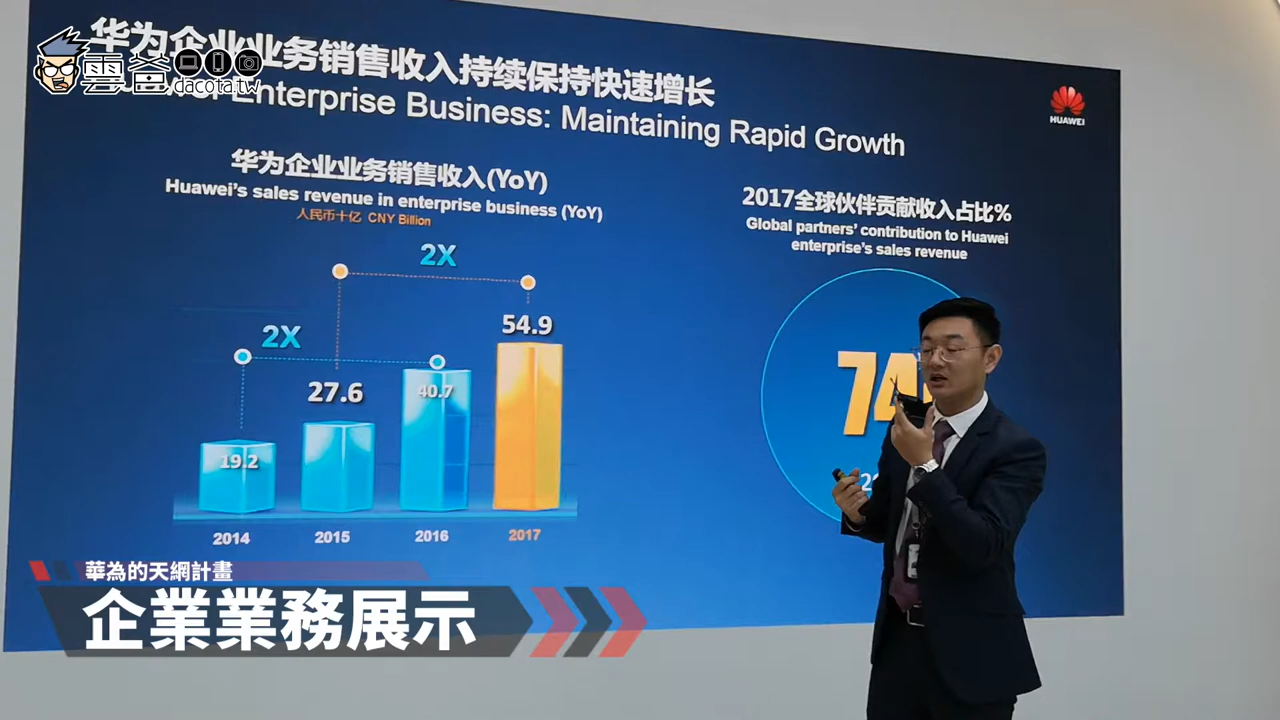 雲爸
dacota.tw
华为企业业务销售收入持续保持快速增长
Enterprise Business: Maintaining Rapid Growth
HUAWEI
华为企业业务销售收入(YoY)
Huawei's sales revenue in enterprise business (YoY)
人民币十亿 CNY Billion
2X
2X
19.2
27.6
40.7
54.9
2014
2015
2016
2017
2017全球伙伴贡献收入占比%
Global partners' contribution to Huawei
enterprise's sales revenue
74
華為的天網計畫
企業業務展示